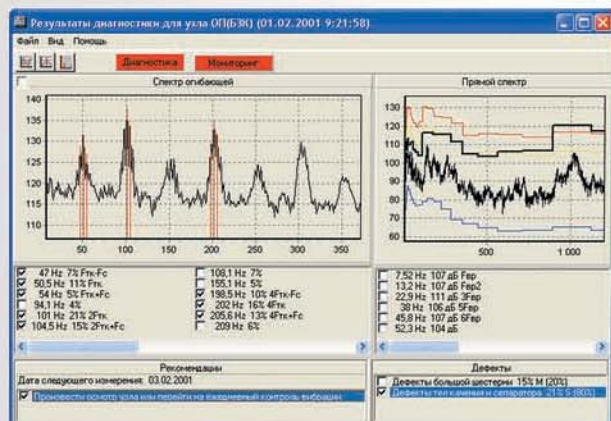 Результаты диагностики для узла ОП(БЗК) (01.02.2001 9:21:58)
Файл Вид Помощь
Диагностика Мониторинг
Спектр огибающей
140
135
130
125
120
115
110
50 100 150 200 250 300 350
Прямой спектр
130
120
110
100
90
80
70
60
500 1 000
47 Hz 7% Fтк-Fс
50,5 Hz 11% Fтк
54 Hz 5% Fтк+Fс
94,1 Hz 4%
101 Hz 21% 2Fтк
104,5 Hz 15% 2Fтк+Fс
108,1 Hz 7%
155,1 Hz 5%
198,5 Hz 10% 4Fтк-Fс
202 Hz 16% 4Fтк
205,6 Hz 13% 4Fтк+Fс
209 Hz 6%
7,52 Hz 107 дБ Fвр
13,2 Hz 107 дБ Fвр2
22,9 Hz 111 дБ 3Fвр
38 Hz 106 дБ 5Fвр
45,8 Hz 107 дБ 6Fвр
52,3 Hz 104 дБ
Рекомендации
Дата следующего измерения: 03.02.2001
Произвести осмотр узла или перейти на ежедневный контроль вибрации
Дефекты
Дефекты большой шестерни 15% M (20%)
Дефекты тел качения и сепаратора 21% S (80%)